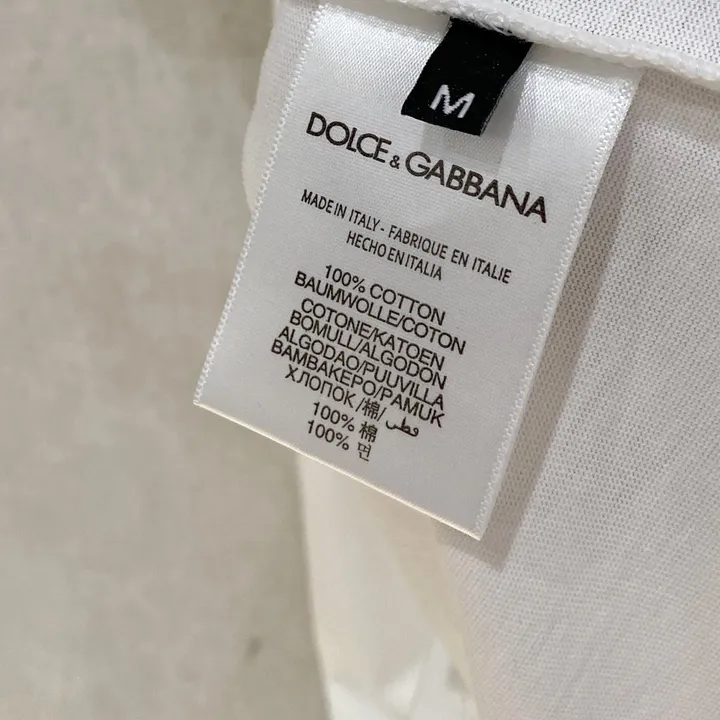 M
DOLCE & GABBANA
MADE IN ITALY - FABRIQUE EN ITALIE
HECHO EN ITALIA
100% COTTON
BAUMWOLLE/COTON
COTONE/KATOEN
BOMULL/ALGODON
ALGODAO/PUUVILLA
BAMBAKEPO/PAMUK
ХЛОПОК/棉/قطن
100% 棉
100% 면